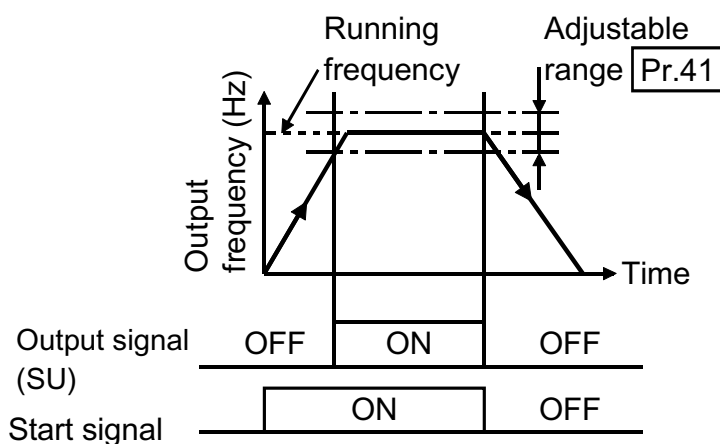 Running
frequency
Adjustable
range Pr.41
Output
frequency (Hz)
Time
Output signal
(SU)
OFF ON OFF
Start signal
ON OFF